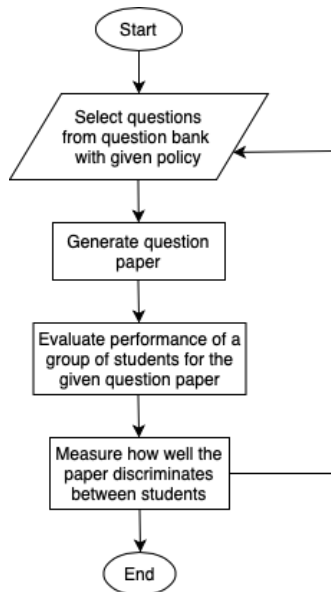 Start
Select questions
from question bank
with given policy
Generate question
paper
Evaluate performance of a
group of students for the
given question paper
Measure how well the
paper discriminates
between students
End